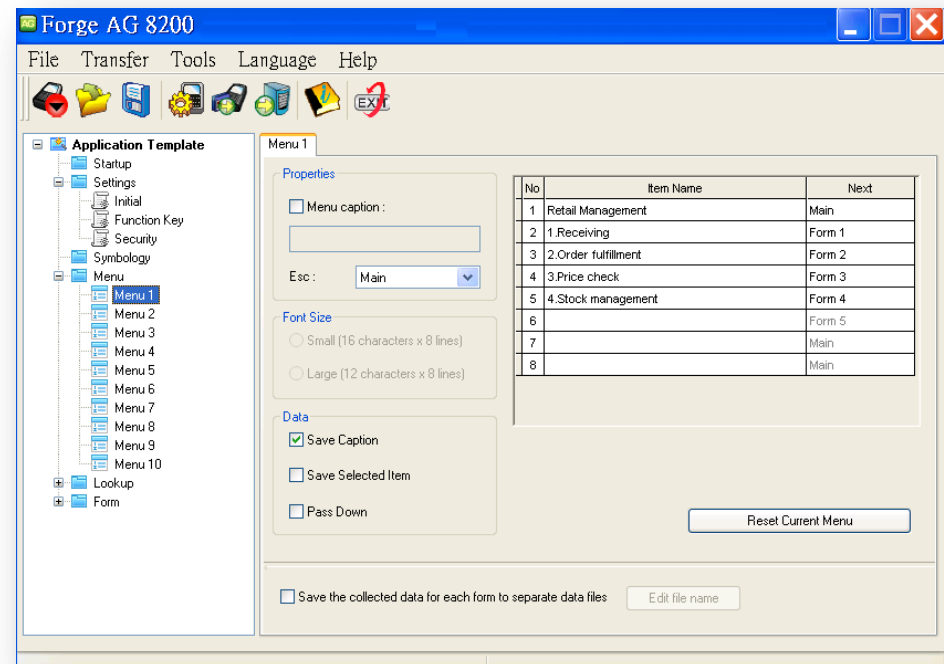 AG Forge AG 8200
File Transfer Tools Language Help
EXIT
Application Template
Startup
Settings
Initial
Function Key
Security
Symbology
Menu
Menu 1
Menu 2
Menu 3
Menu 4
Menu 5
Menu 6
Menu 7
Menu 8
Menu 9
Menu 10
Lookup
Form
Menu 1
Properties
Menu caption :
Esc : Main
Font Size
Small (16 characters x 8 lines)
Large (12 characters x 8 lines)
Data
Save Caption
Save Selected Item
Pass Down
No Item Name Next
1 Retail Management Main
2 1.Receiving Form 1
3 2.Order fulfillment Form 2
4 3.Price check Form 3
5 4.Stock management Form 4
6 Form 5
7 Main
8 Main
Reset Current Menu
Save the collected data for each form to separate data files Edit file name